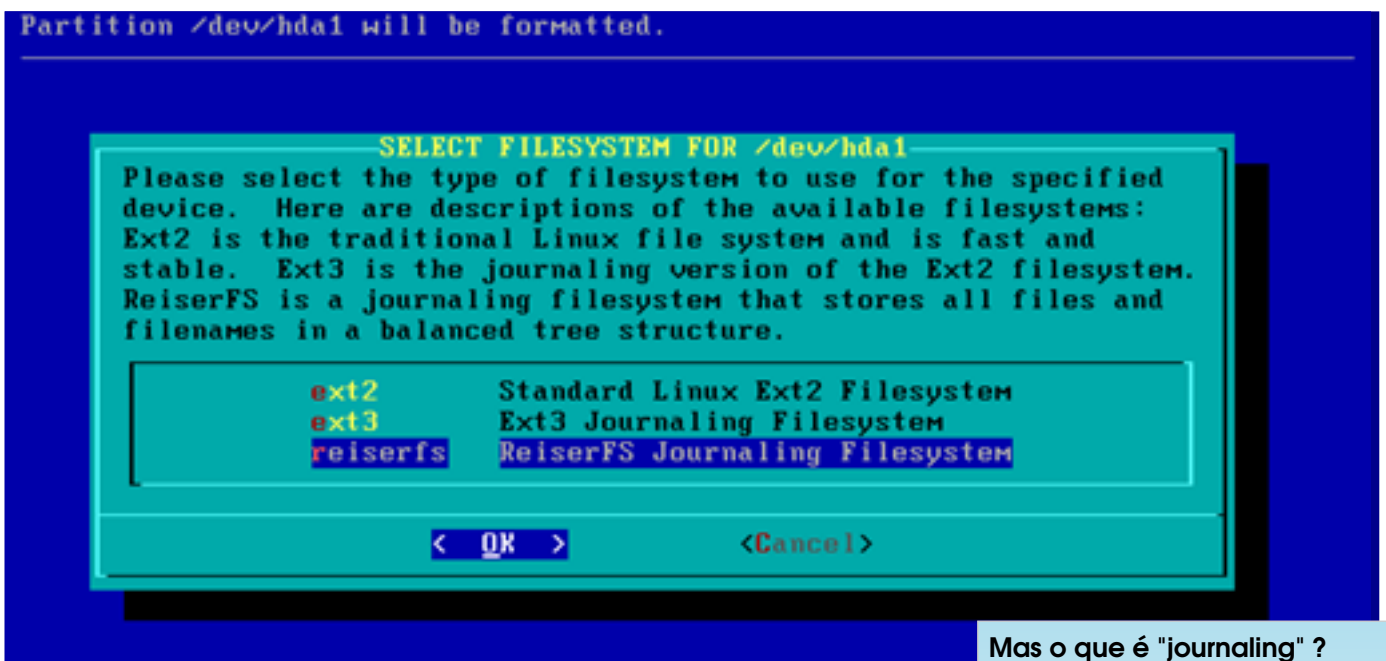 Partition /dev/hda1 will be formatted.
SELECT FILESYSTEM FOR /dev/hda1
Please select the type of filesystem to use for the specified
device.  Here are descriptions of the available filesystems:
Ext2 is the traditional Linux file system and is fast and
stable.  Ext3 is the journaling version of the Ext2 filesystem.
ReiserFS is a journaling filesystem that stores all files and
filenames in a balanced tree structure.
ext2 Standard Linux Ext2 Filesystem
ext3 Ext3 Journaling Filesystem
reiserfs ReiserFS Journaling Filesystem
< OK > <Cancel>
Mas o que é "journaling" ?